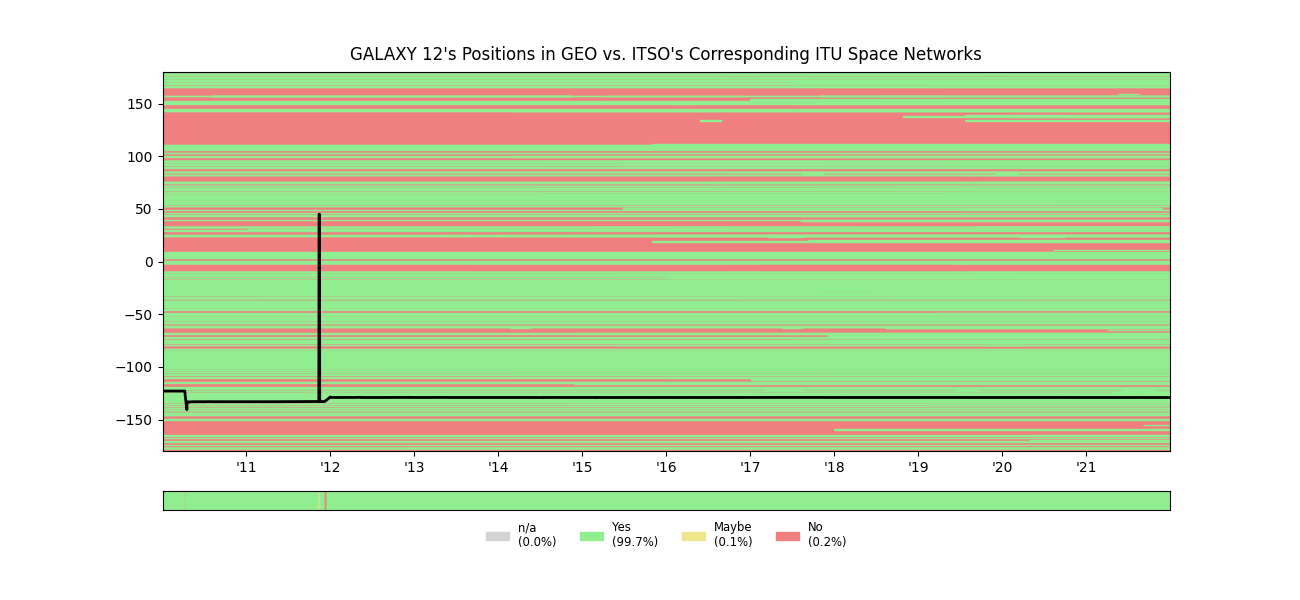 GALAXY 12's Positions in GEO vs. ITSO's Corresponding ITU Space Networks
150
100
50
0
−50
−100
−150
'11 '12 '13 '14 '15 '16 '17 '18 '19 '20 '21
n/a Yes Maybe No
(0.0%) (99.7%) (0.1%) (0.2%)